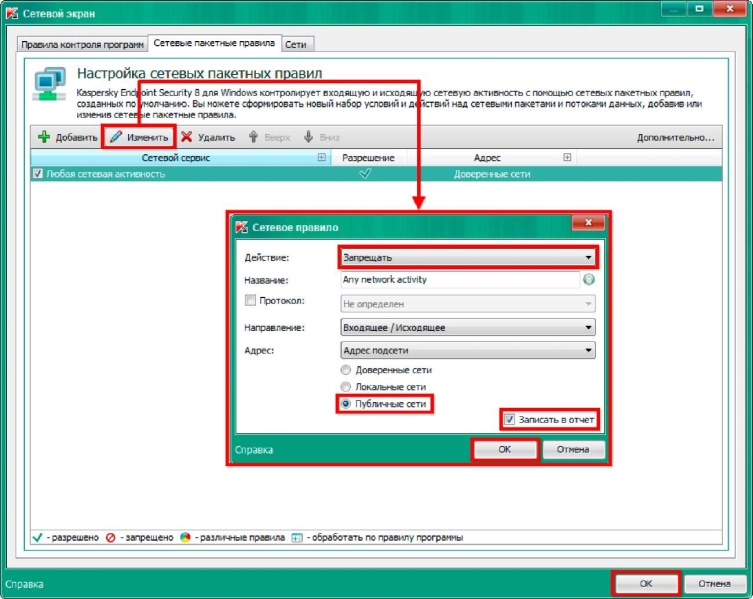 Сетевой экран
Правила контроля программ Сетевые пакетные правила Сети
Настройка сетевых пакетных правил
Kaspersky Endpoint Security 8 для Windows контролирует входящую и исходящую сетевую активность с помощью сетевых пакетных правил,
созданных по умолчанию. Вы можете сформировать новый набор условий и действий над сетевыми пакетами и потоками данных, добавив или
изменив сетевые пакетные правила.
Добавить Изменить Удалить Вверх Вниз Дополнительно...
Сетевой сервис Разрешение Адрес
Любая сетевая активность Доверенные сети
Сетевое правило
Действие: Запрещать
Название: Any network activity
Протокол: Не определен
Направление: Входящее / Исходящее
Адрес: Адрес подсети
Доверенные сети
Локальные сети
Публичные сети
Записать в отчет
Справка OK Отмена
- разрешено - запрещено - различные правила - обработать по правилу программы
Справка OK Отмена